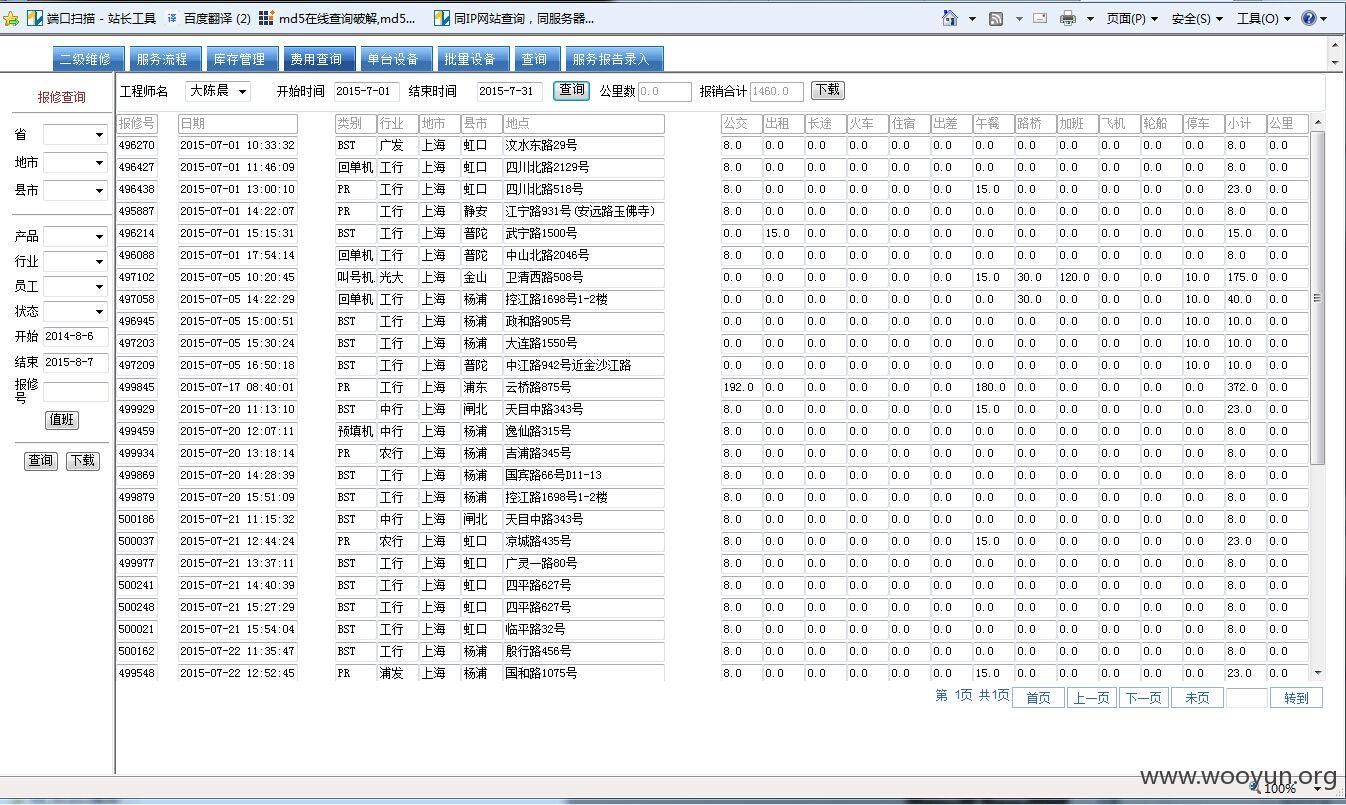 端口扫描 - 站长工具 百度翻译 (2) md5在线查询破解,md5... 同IP网站查询，同服务器... 页面(P) 安全(S) 工具(O)
二级维修 服务流程 库存管理 费用查询 单台设备 批量设备 查询 服务报告录入
报修查询
省
地市
县市
产品
行业
员工
状态
开始 2014-8-6
结束 2015-8-7
报修号
值班
查询 下载
工程师名 大陈晨 开始时间 2015-7-01 结束时间 2015-7-31 查询 公里数 0.0 报销合计 1460.0 下载
报修号 日期 类别 行业 地市 县市 地点 公交 出租 长途 火车 住宿 出差 午餐 路桥 加班 飞机 轮船 停车 小计 公里
496270 2015-07-01 10:33:32 BST 广发 上海 虹口 汶水东路29号 8.0 0.0 0.0 0.0 0.0 0.0 0.0 0.0 0.0 0.0 0.0 0.0 8.0 0.0
496427 2015-07-01 11:46:09 回单机 工行 上海 虹口 四川北路2129号 8.0 0.0 0.0 0.0 0.0 0.0 0.0 0.0 0.0 0.0 0.0 0.0 8.0 0.0
496438 2015-07-01 13:00:10 PR 工行 上海 虹口 四川北路518号 8.0 0.0 0.0 0.0 0.0 0.0 15.0 0.0 0.0 0.0 0.0 0.0 23.0 0.0
495887 2015-07-01 14:22:07 PR 工行 上海 静安 江宁路931号(安远路玉佛寺) 8.0 0.0 0.0 0.0 0.0 0.0 0.0 0.0 0.0 0.0 0.0 0.0 8.0 0.0
496214 2015-07-01 15:15:31 BST 工行 上海 普陀 武宁路1500号 0.0 15.0 0.0 0.0 0.0 0.0 0.0 0.0 0.0 0.0 0.0 0.0 15.0 0.0
496088 2015-07-01 17:54:14 回单机 工行 上海 普陀 中山北路2046号 8.0 0.0 0.0 0.0 0.0 0.0 0.0 0.0 0.0 0.0 0.0 0.0 8.0 0.0
497102 2015-07-05 10:20:45 叫号机 光大 上海 金山 卫清西路508号 0.0 0.0 0.0 0.0 0.0 0.0 15.0 30.0 120.0 0.0 0.0 10.0 175.0 0.0
497058 2015-07-05 14:22:29 回单机 工行 上海 杨浦 控江路1698号1-2楼 0.0 0.0 0.0 0.0 0.0 0.0 0.0 30.0 0.0 0.0 0.0 10.0 40.0 0.0
496945 2015-07-05 15:00:51 BST 工行 上海 杨浦 政和路905号 0.0 0.0 0.0 0.0 0.0 0.0 0.0 0.0 0.0 0.0 0.0 10.0 10.0 0.0
497203 2015-07-05 15:30:24 BST 工行 上海 杨浦 大连路1550号 0.0 0.0 0.0 0.0 0.0 0.0 0.0 0.0 0.0 0.0 0.0 10.0 10.0 0.0
497209 2015-07-05 16:50:18 BST 工行 上海 普陀 中江路942号近金沙江路 0.0 0.0 0.0 0.0 0.0 0.0 0.0 0.0 0.0 0.0 0.0 10.0 10.0 0.0
499845 2015-07-17 08:40:01 PR 工行 上海 浦东 云桥路875号 192.0 0.0 0.0 0.0 0.0 0.0 180.0 0.0 0.0 0.0 0.0 0.0 372.0 0.0
499929 2015-07-20 11:13:10 BST 中行 上海 闸北 天目中路343号 8.0 0.0 0.0 0.0 0.0 0.0 15.0 0.0 0.0 0.0 0.0 0.0 23.0 0.0
499459 2015-07-20 12:07:11 预填机 中行 上海 杨浦 逸仙路315号 8.0 0.0 0.0 0.0 0.0 0.0 0.0 0.0 0.0 0.0 0.0 0.0 8.0 0.0
499934 2015-07-20 13:18:14 PR 农行 上海 杨浦 吉浦路345号 8.0 0.0 0.0 0.0 0.0 0.0 0.0 0.0 0.0 0.0 0.0 0.0 8.0 0.0
499869 2015-07-20 14:28:39 BST 工行 上海 杨浦 国宾路66号D11-13 8.0 0.0 0.0 0.0 0.0 0.0 0.0 0.0 0.0 0.0 0.0 0.0 8.0 0.0
499879 2015-07-20 15:51:09 BST 工行 上海 杨浦 控江路1698号1-2楼 8.0 0.0 0.0 0.0 0.0 0.0 0.0 0.0 0.0 0.0 0.0 0.0 8.0 0.0
500186 2015-07-21 11:15:32 BST 中行 上海 闸北 天目中路343号 8.0 0.0 0.0 0.0 0.0 0.0 0.0 0.0 0.0 0.0 0.0 0.0 8.0 0.0
500037 2015-07-21 12:44:24 PR 农行 上海 虹口 凉城路435号 8.0 0.0 0.0 0.0 0.0 0.0 15.0 0.0 0.0 0.0 0.0 0.0 23.0 0.0
499977 2015-07-21 13:37:11 BST 工行 上海 虹口 广灵一路80号 8.0 0.0 0.0 0.0 0.0 0.0 0.0 0.0 0.0 0.0 0.0 0.0 8.0 0.0
500241 2015-07-21 14:40:39 BST 工行 上海 虹口 四平路627号 8.0 0.0 0.0 0.0 0.0 0.0 0.0 0.0 0.0 0.0 0.0 0.0 8.0 0.0
500248 2015-07-21 15:27:29 BST 工行 上海 虹口 四平路627号 8.0 0.0 0.0 0.0 0.0 0.0 0.0 0.0 0.0 0.0 0.0 0.0 8.0 0.0
500021 2015-07-21 15:54:04 BST 工行 上海 虹口 临平路32号 8.0 0.0 0.0 0.0 0.0 0.0 0.0 0.0 0.0 0.0 0.0 0.0 8.0 0.0
500162 2015-07-22 11:35:47 BST 工行 上海 杨浦 殷行路456号 8.0 0.0 0.0 0.0 0.0 0.0 0.0 0.0 0.0 0.0 0.0 0.0 8.0 0.0
499548 2015-07-22 12:52:45 PR 浦发 上海 杨浦 国和路1075号 8.0 0.0 0.0 0.0 0.0 0.0 15.0 0.0 0.0 0.0 0.0 0.0 23.0 0.0
第 1页 共1页 首页 上一页 下一页 末页 转到
www.wooyun.org
100%